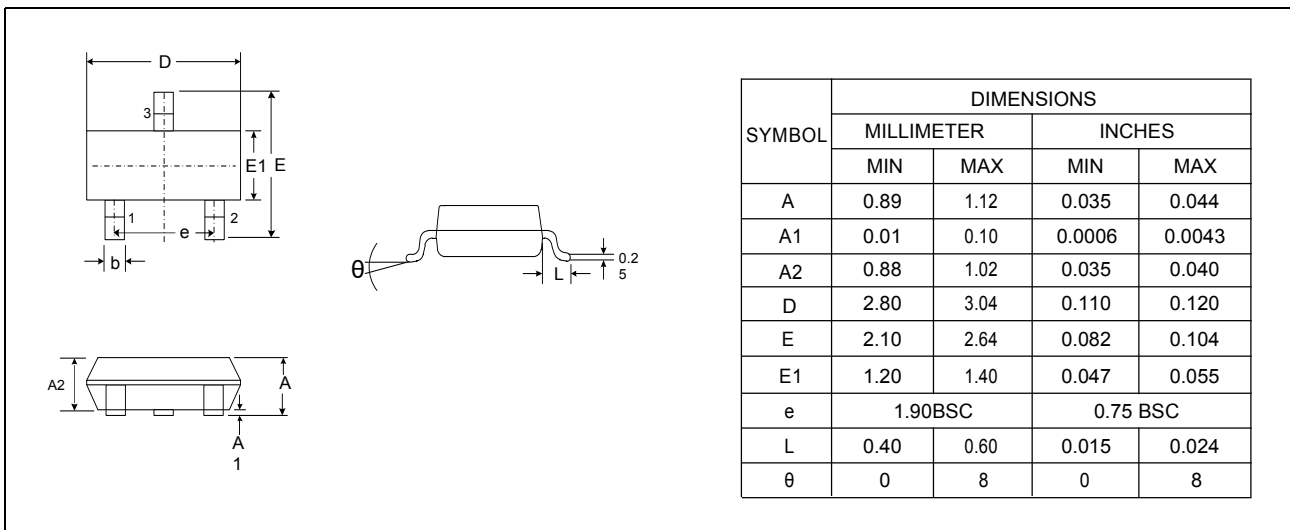 D
3
E1 E
1
2
e
b
θ
L
0.2
5
A2
A
A
1
DIMENSIONS
SYMBOL MILLIMETER INCHES
MIN MAX MIN MAX
A 0.89 1.12 0.035 0.044
A1 0.01 0.10 0.0006 0.0043
A2 0.88 1.02 0.035 0.040
D 2.80 3.04 0.110 0.120
E 2.10 2.64 0.082 0.104
E1 1.20 1.40 0.047 0.055
e 1.90BSC 0.75 BSC
L 0.40 0.60 0.015 0.024
θ 0 8 0 8